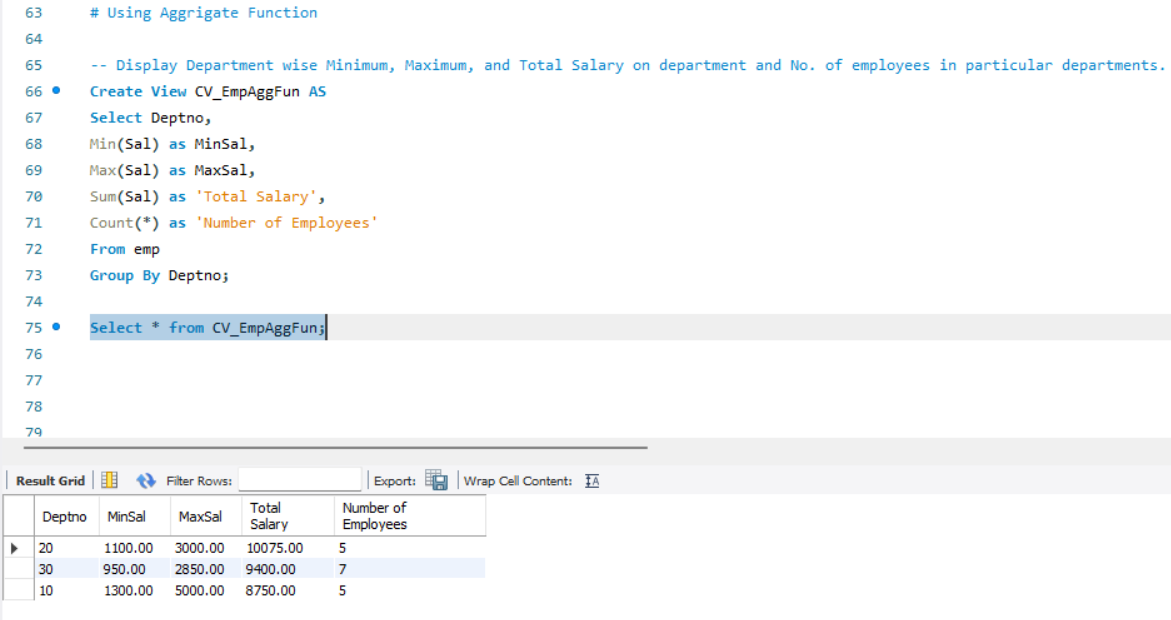 63 # Using Aggrigate Function
64
65 -- Display Department wise Minimum, Maximum, and Total Salary on department and No. of employees in particular departments.
66 Create View CV_EmpAggFun AS
67 Select Deptno,
68 Min(Sal) as MinSal,
69 Max(Sal) as MaxSal,
70 Sum(Sal) as 'Total Salary',
71 Count(*) as 'Number of Employees'
72 From emp
73 Group By Deptno;
74
75 Select * from CV_EmpAggFun;
76
77
78
79
Result Grid Filter Rows: Export: Wrap Cell Content: IA
Deptno MinSal MaxSal Total Salary Number of Employees
20 1100.00 3000.00 10075.00 5
30 950.00 2850.00 9400.00 7
10 1300.00 5000.00 8750.00 5